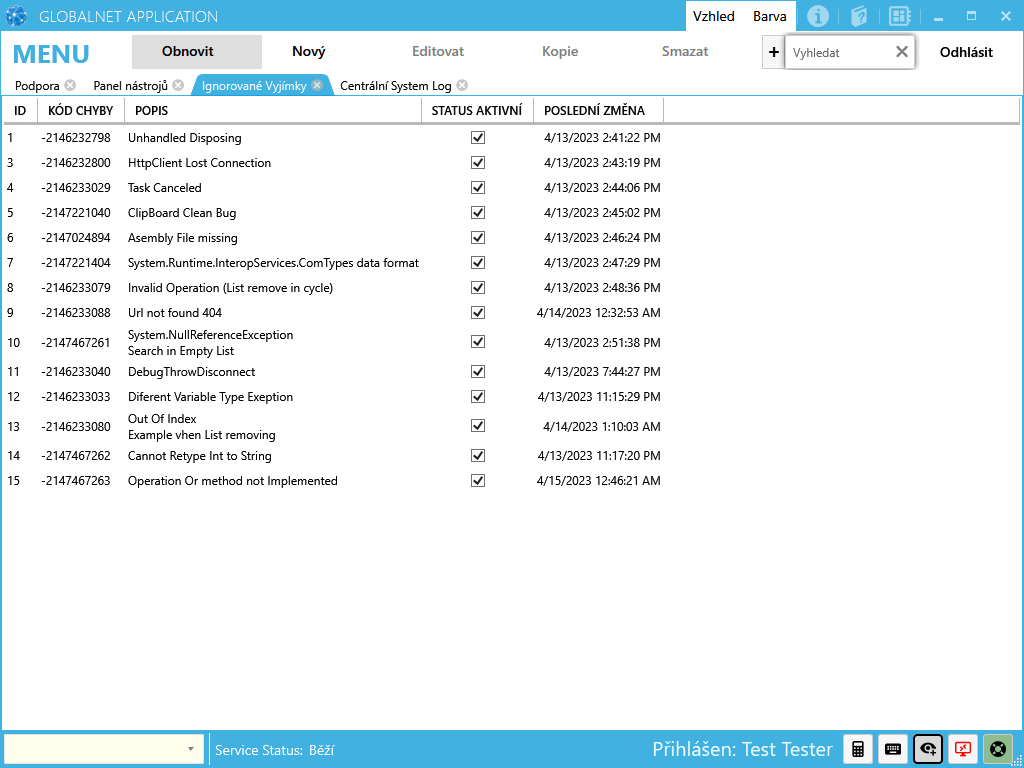 GLOBALNET APPLICATION
Vzhled Barva
MENU Obnovit Nový Editovat Kopie Smazat + Vyhledat Odhlásit
Podpora Panel nástrojů Ignorované Vyjímky Centrální System Log
ID KÓD CHYBY POPIS STATUS AKTIVNÍ POSLEDNÍ ZMĚNA
1 -2146232798 Unhandled Disposing 4/13/2023 2:41:22 PM
3 -2146232800 HttpClient Lost Connection 4/13/2023 2:43:19 PM
4 -2146233029 Task Canceled 4/13/2023 2:44:06 PM
5 -2147221040 ClipBoard Clean Bug 4/13/2023 2:45:02 PM
6 -2147024894 Asembly File missing 4/13/2023 2:46:24 PM
7 -2147221404 System.Runtime.InteropServices.ComTypes data format 4/13/2023 2:47:29 PM
8 -2146233079 Invalid Operation (List remove in cycle) 4/13/2023 2:48:36 PM
9 -2146233088 Url not found 404 4/14/2023 12:32:53 AM
10 -2147467261 System.NullReferenceException 4/13/2023 2:51:38 PM
Search in Empty List
11 -2146233040 DebugThrowDisconnect 4/13/2023 7:44:27 PM
12 -2146233033 Diferent Variable Type Exeption 4/13/2023 11:15:29 PM
13 -2146233080 Out Of Index 4/14/2023 1:10:03 AM
Example vhen List removing
14 -2147467262 Cannot Retype Int to String 4/13/2023 11:17:20 PM
15 -2147467263 Operation Or method not Implemented 4/15/2023 12:46:21 AM
Service Status: Běží
Přihlášen: Test Tester